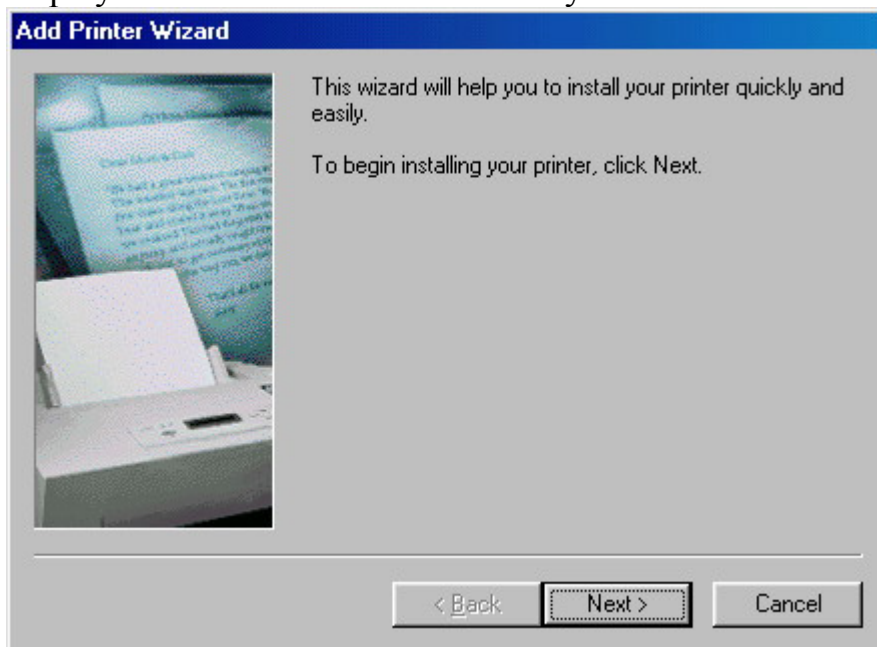 Add Printer Wizard
This wizard will help you to install your printer quickly and
easily.
To begin installing your printer, click Next.
< Back
Next >
Cancel